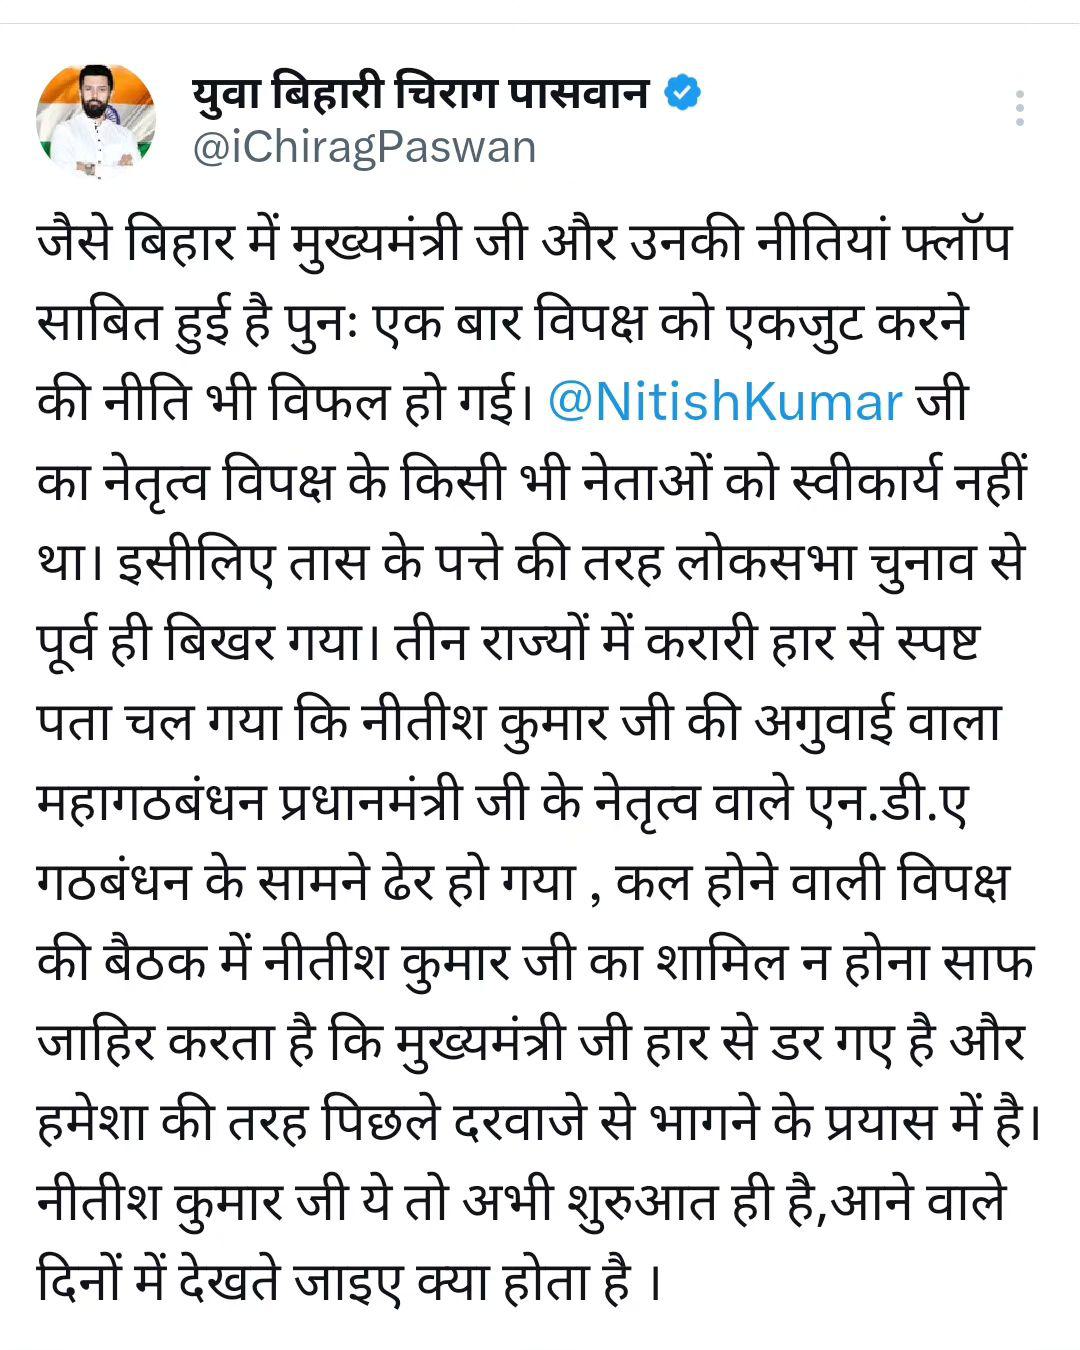 युवा बिहारी चिराग पासवान
@iChiragPaswan
जैसे बिहार में मुख्यमंत्री जी और उनकी नीतियां फ्लॉप
साबित हुई है पुनः एक बार विपक्ष को एकजुट करने
की नीति भी विफल हो गई। @NitishKumar जी
का नेतृत्व विपक्ष के किसी भी नेताओं को स्वीकार्य नहीं
था। इसीलिए तास के पत्ते की तरह लोकसभा चुनाव से
पूर्व ही बिखर गया। तीन राज्यों में करारी हार से स्पष्ट
पता चल गया कि नीतीश कुमार जी की अगुवाई वाला
महागठबंधन प्रधानमंत्री जी के नेतृत्व वाले एन.डी.ए
गठबंधन के सामने ढेर हो गया , कल होने वाली विपक्ष
की बैठक में नीतीश कुमार जी का शामिल न होना साफ
जाहिर करता है कि मुख्यमंत्री जी हार से डर गए है और
हमेशा की तरह पिछले दरवाजे से भागने के प्रयास में है।
नीतीश कुमार जी ये तो अभी शुरुआत ही है,आने वाले
दिनों में देखते जाइए क्या होता है ।